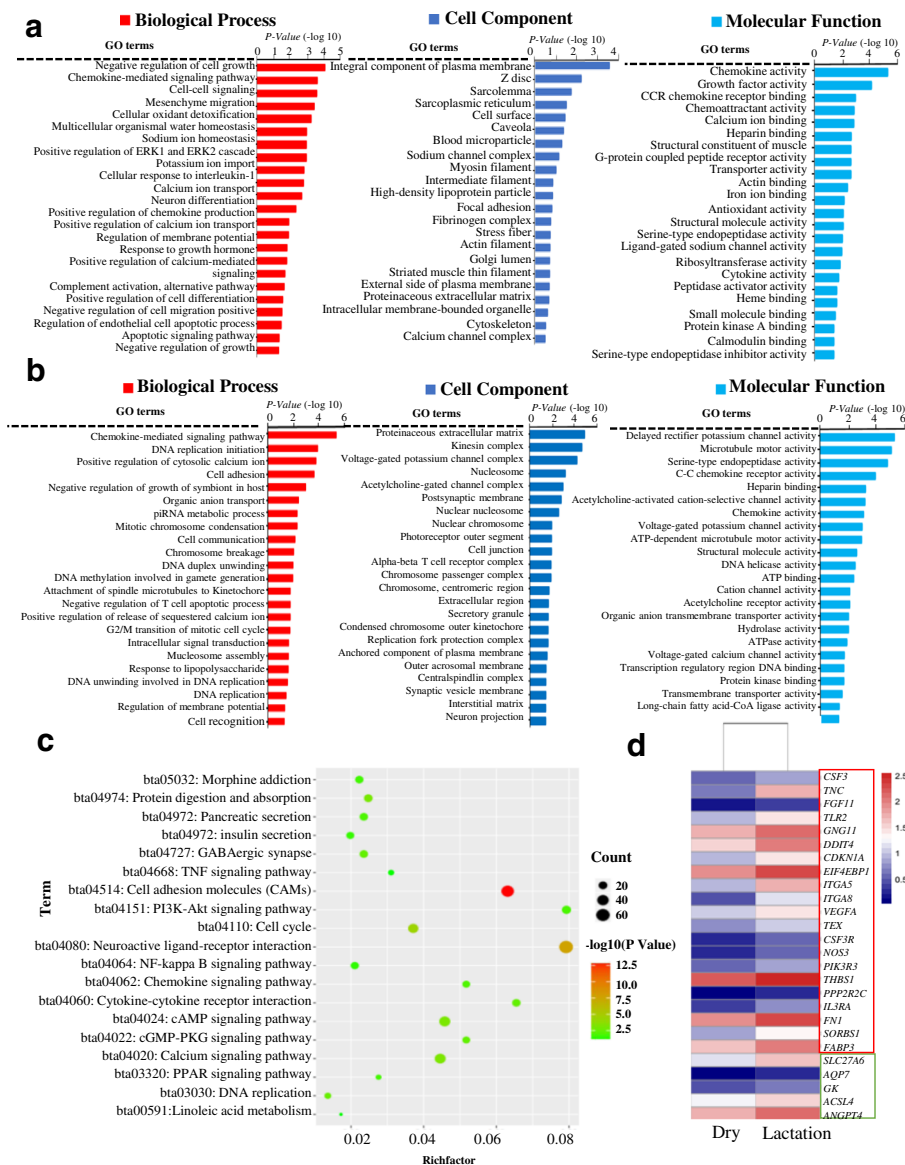 a
Biological Process
GO terms
P-Value (-log 10)
0 1 2 3 4 5
Negative regulation of cell growth
Chemokine-mediated signaling pathway
Cell-cell signaling
Mesenchyme migration
Cellular oxidant detoxification
Multicellular organismal water homeostasis
Sodium ion homeostasis
Positive regulation of ERK1 and ERK2 cascade
Potassium ion import
Cellular response to interleukin-1
Calcium ion transport
Neuron differentiation
Positive regulation of chemokine production
Positive regulation of calcium ion transport
Regulation of membrane potential
Response to growth hormone
Positive regulation of calcium-mediated
signaling
Complement activation, alternative pathway
Positive regulation of cell differentiation
Negative regulation of cell migration positive
Regulation of endothelial cell apoptotic process
Apoptotic signaling pathway
Negative regulation of growth
Cell Component
P-Value (-log 10)
GO terms
0 1 2 3 4
Integral component of plasma membrane
Z disc
Sarcolemma
Sarcoplasmic reticulum
Cell surface
Caveola
Blood microparticle
Sodium channel complex
Myosin filament
Intermediate filament
High-density lipoprotein particle
Focal adhesion
Fibrinogen complex
Stress fiber
Actin filament
Golgi lumen
Striated muscle thin filament
External side of plasma membrane
Proteinaceous extracellular matrix
Intracellular membrane-bounded organelle
Cytoskeleton
Calcium channel complex
Molecular Function
P-Value (-log 10)
GO terms
0 2 4 6
Chemokine activity
Growth factor activity
CCR chemokine receptor binding
Chemoattractant activity
Calcium ion binding
Heparin binding
Structural constituent of muscle
G-protein coupled peptide receptor activity
Transporter activity
Actin binding
Iron ion binding
Antioxidant activity
Structural molecule activity
Serine-type endopeptidase activity
Ligand-gated sodium channel activity
Ribosyltransferase activity
Cytokine activity
Peptidase activator activity
Heme binding
Small molecule binding
Protein kinase A binding
Calmodulin binding
Serine-type endopeptidase inhibitor activity
b
Biological Process
P-Value (-log 10)
GO terms
0 2 4 6
Chemokine-mediated signaling pathway
DNA replication initiation
Positive regulation of cytosolic calcium ion
Cell adhesion
Negative regulation of growth of symbiont in host
Organic anion transport
piRNA metabolic process
Mitotic chromosome condensation
Cell communication
Chromosome breakage
DNA duplex unwinding
DNA methylation involved in gamete generation
Attachment of spindle microtubules to Kinetochore
Negative regulation of T cell apoptotic process
Positive regulation of release of sequestered calcium ion
G2/M transition of mitotic cell cycle
Intracellular signal transduction
Mucleosome assembly
Response to lipopolysaccharide
DNA unwinding involved in DNA replication
DNA replication
Regulation of membrane potential
Cell recognition
Cell Component
P-Value (-log 10)
GO terms
0 2 4 6
Proteinaceous extracellular matrix
Kinesin complex
Voltage-gated potassium channel complex
Nucleosome
Acetylcholine-gated channel complex
Postsynaptic membrane
Nuclear nucleosome
Nuclear chromosome
Photoreceptor outer segment
Cell junction
Alpha-beta T cell receptor complex
Chromosome passenger complex
Chromosome, centromeric region
Extracellular region
Secretory granule
Condensed chromosome outer kinetochore
Replication fork protection complex
Anchored component of plasma membrane
Outer acrosomal membrane
Centralspindlin complex
Synaptic vesicle membrane
Interstitial matrix
Neuron projection
Molecular Function
P-Value (-log 10)
GO terms
0 2 4 6
Delayed rectifier potassium channel activity
Microtubule motor activity
Serine-type endopeptidase activity
C-C chemokine receptor activity
Heparin binding
Acetylcholine-activated cation-selective channel activity
Chemokine activity
Voltage-gated potassium channel activity
ATP-dependent microtubule motor activity
Structural molecule activity
DNA helicase activity
ATP binding
Cation channel activity
Acetylcholine receptor activity
Organic anion transmembrane transporter activity
Hydrolase activity
ATPase activity
Voltage-gated calcium channel activity
Transcription regulatory region DNA binding
Protein kinase binding
Transmembrane transporter activity
Long-chain fatty acid-CoA ligase activity
c
Term
bta05032: Morphine addiction
bta04974: Protein digestion and absorption
bta04972: Pancreatic secretion
bta04972: insulin secretion
bta04727: GABAergic synapse
bta04668: TNF signaling pathway
bta04514: Cell adhesion molecules (CAMs)
bta04151: PI3K-Akt signaling pathway
bta04110: Cell cycle
bta04080: Neuroactive ligand-receptor interaction
bta04064: NF-kappa B signaling pathway
bta04062: Chemokine signaling pathway
bta04060: Cytokine-cytokine receptor interaction
bta04024: cAMP signaling pathway
bta04022: cGMP-PKG signaling pathway
bta04020: Calcium signaling pathway
bta03320: PPAR signaling pathway
bta03030: DNA replication
bta00591:Linoleic acid metabolism
0.02 0.04 0.06 0.08
Richfactor
Count
20
40
60
-log10(P Value)
12.5
10.0
7.5
5.0
2.5
d
CSF3
TNC
FGF11
TLR2
GNG11
DDIT4
CDKN1A
EIF4EBP1
ITGA5
ITGA8
VEGFA
TEX
CSF3R
NOS3
PIK3R3
THBS1
PPP2R2C
IL3RA
FN1
SORBS1
FABP3
SLC27A6
AQP7
GK
ACSL4
ANGPT4
Dry Lactation
2.5
2
1.5
1
0.5